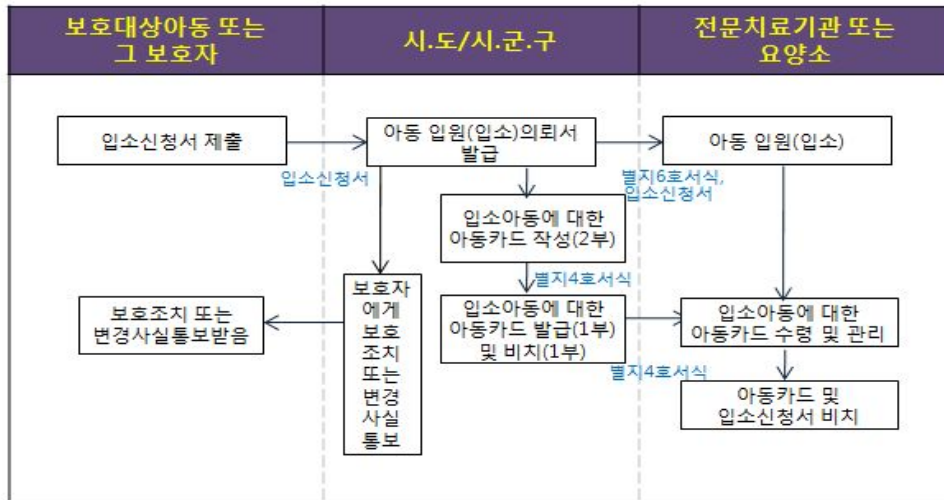 보호대상아동 또는
그 보호자
시.도/시.군.구
전문치료기관 또는
요양소
입소신청서 제출
아동 입원(입소)의뢰서
발급
아동 입원(입소)
입소신청서
별지6호서식,
입소신청서
입소아동에 대한
아동카드 작성(2부)
별지4호서식
보호자
에게
보호
조치
또는
변경
사실
통보
보호조치 또는
변경사실통보받음
입소아동에 대한
아동카드 발급(1부)
및 비치(1부)
입소아동에 대한
아동카드 수령 및 관리
별지4호서식
아동카드 및
입소신청서 비치